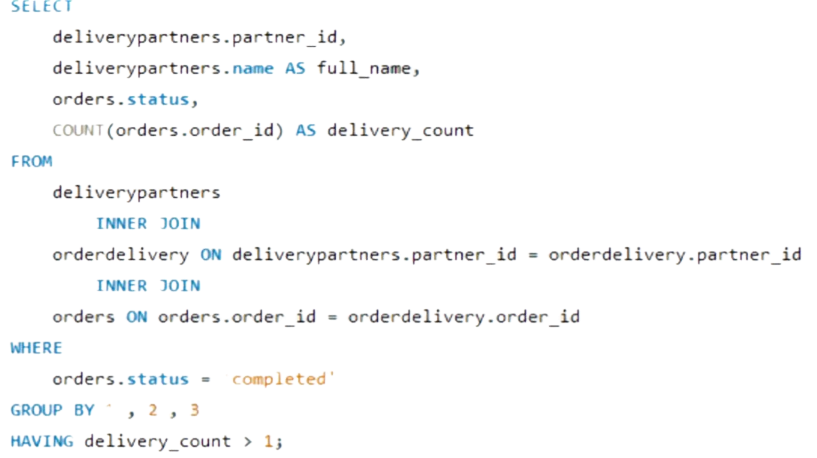 SELECT
deliverypartners.partner_id,
deliverypartners.name AS full_name,
orders.status,
COUNT(orders.order_id) AS delivery_count
FROM
deliverypartners
INNER JOIN
orderdelivery ON deliverypartners.partner_id = orderdelivery.partner_id
INNER JOIN
orders ON orders.order_id = orderdelivery.order_id
WHERE
orders.status = completed'
GROUP BY , 2 , 3
HAVING delivery_count > 1;